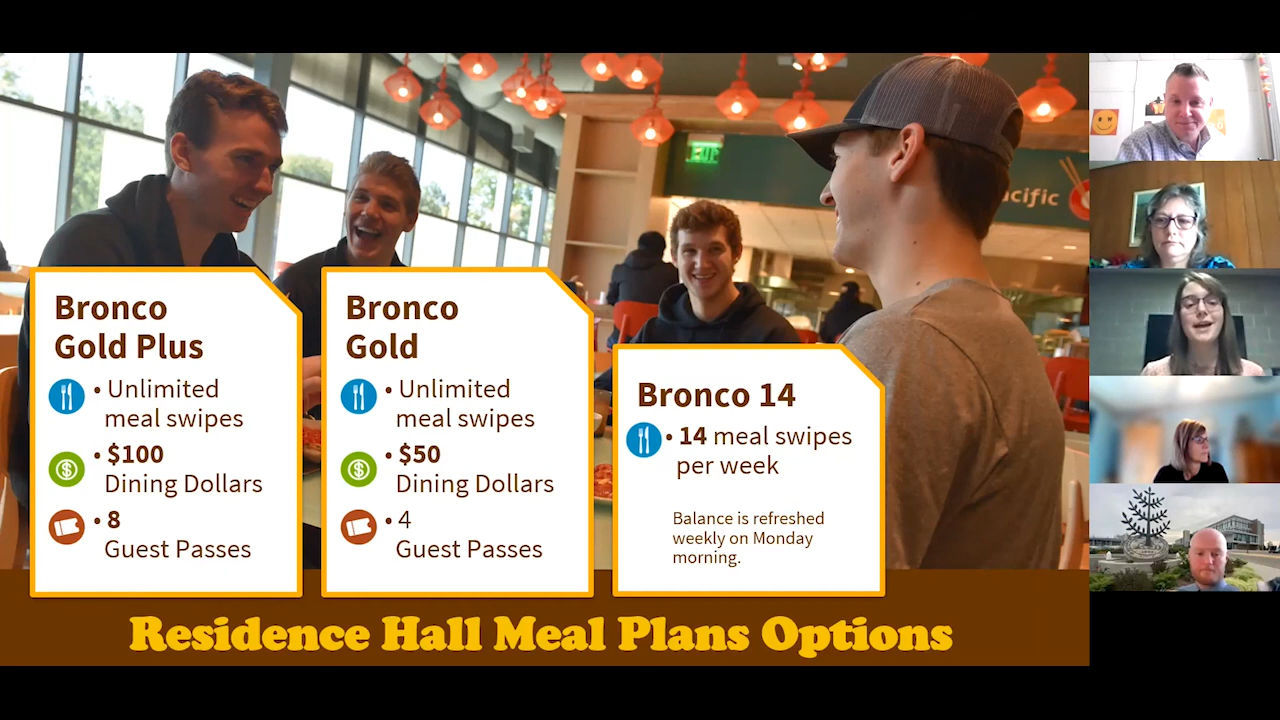 acific
Bronco
Gold Plus
• Unlimited
meal swipes
• $100
Dining Dollars
• 8
Guest Passes
Bronco
Gold
• Unlimited
meal swipes
• $50
Dining Dollars
• 4
Guest Passes
Bronco 14
• 14 meal swipes
per week
Balance is refreshed
weekly on Monday
morning.
Residence Hall Meal Plans Options